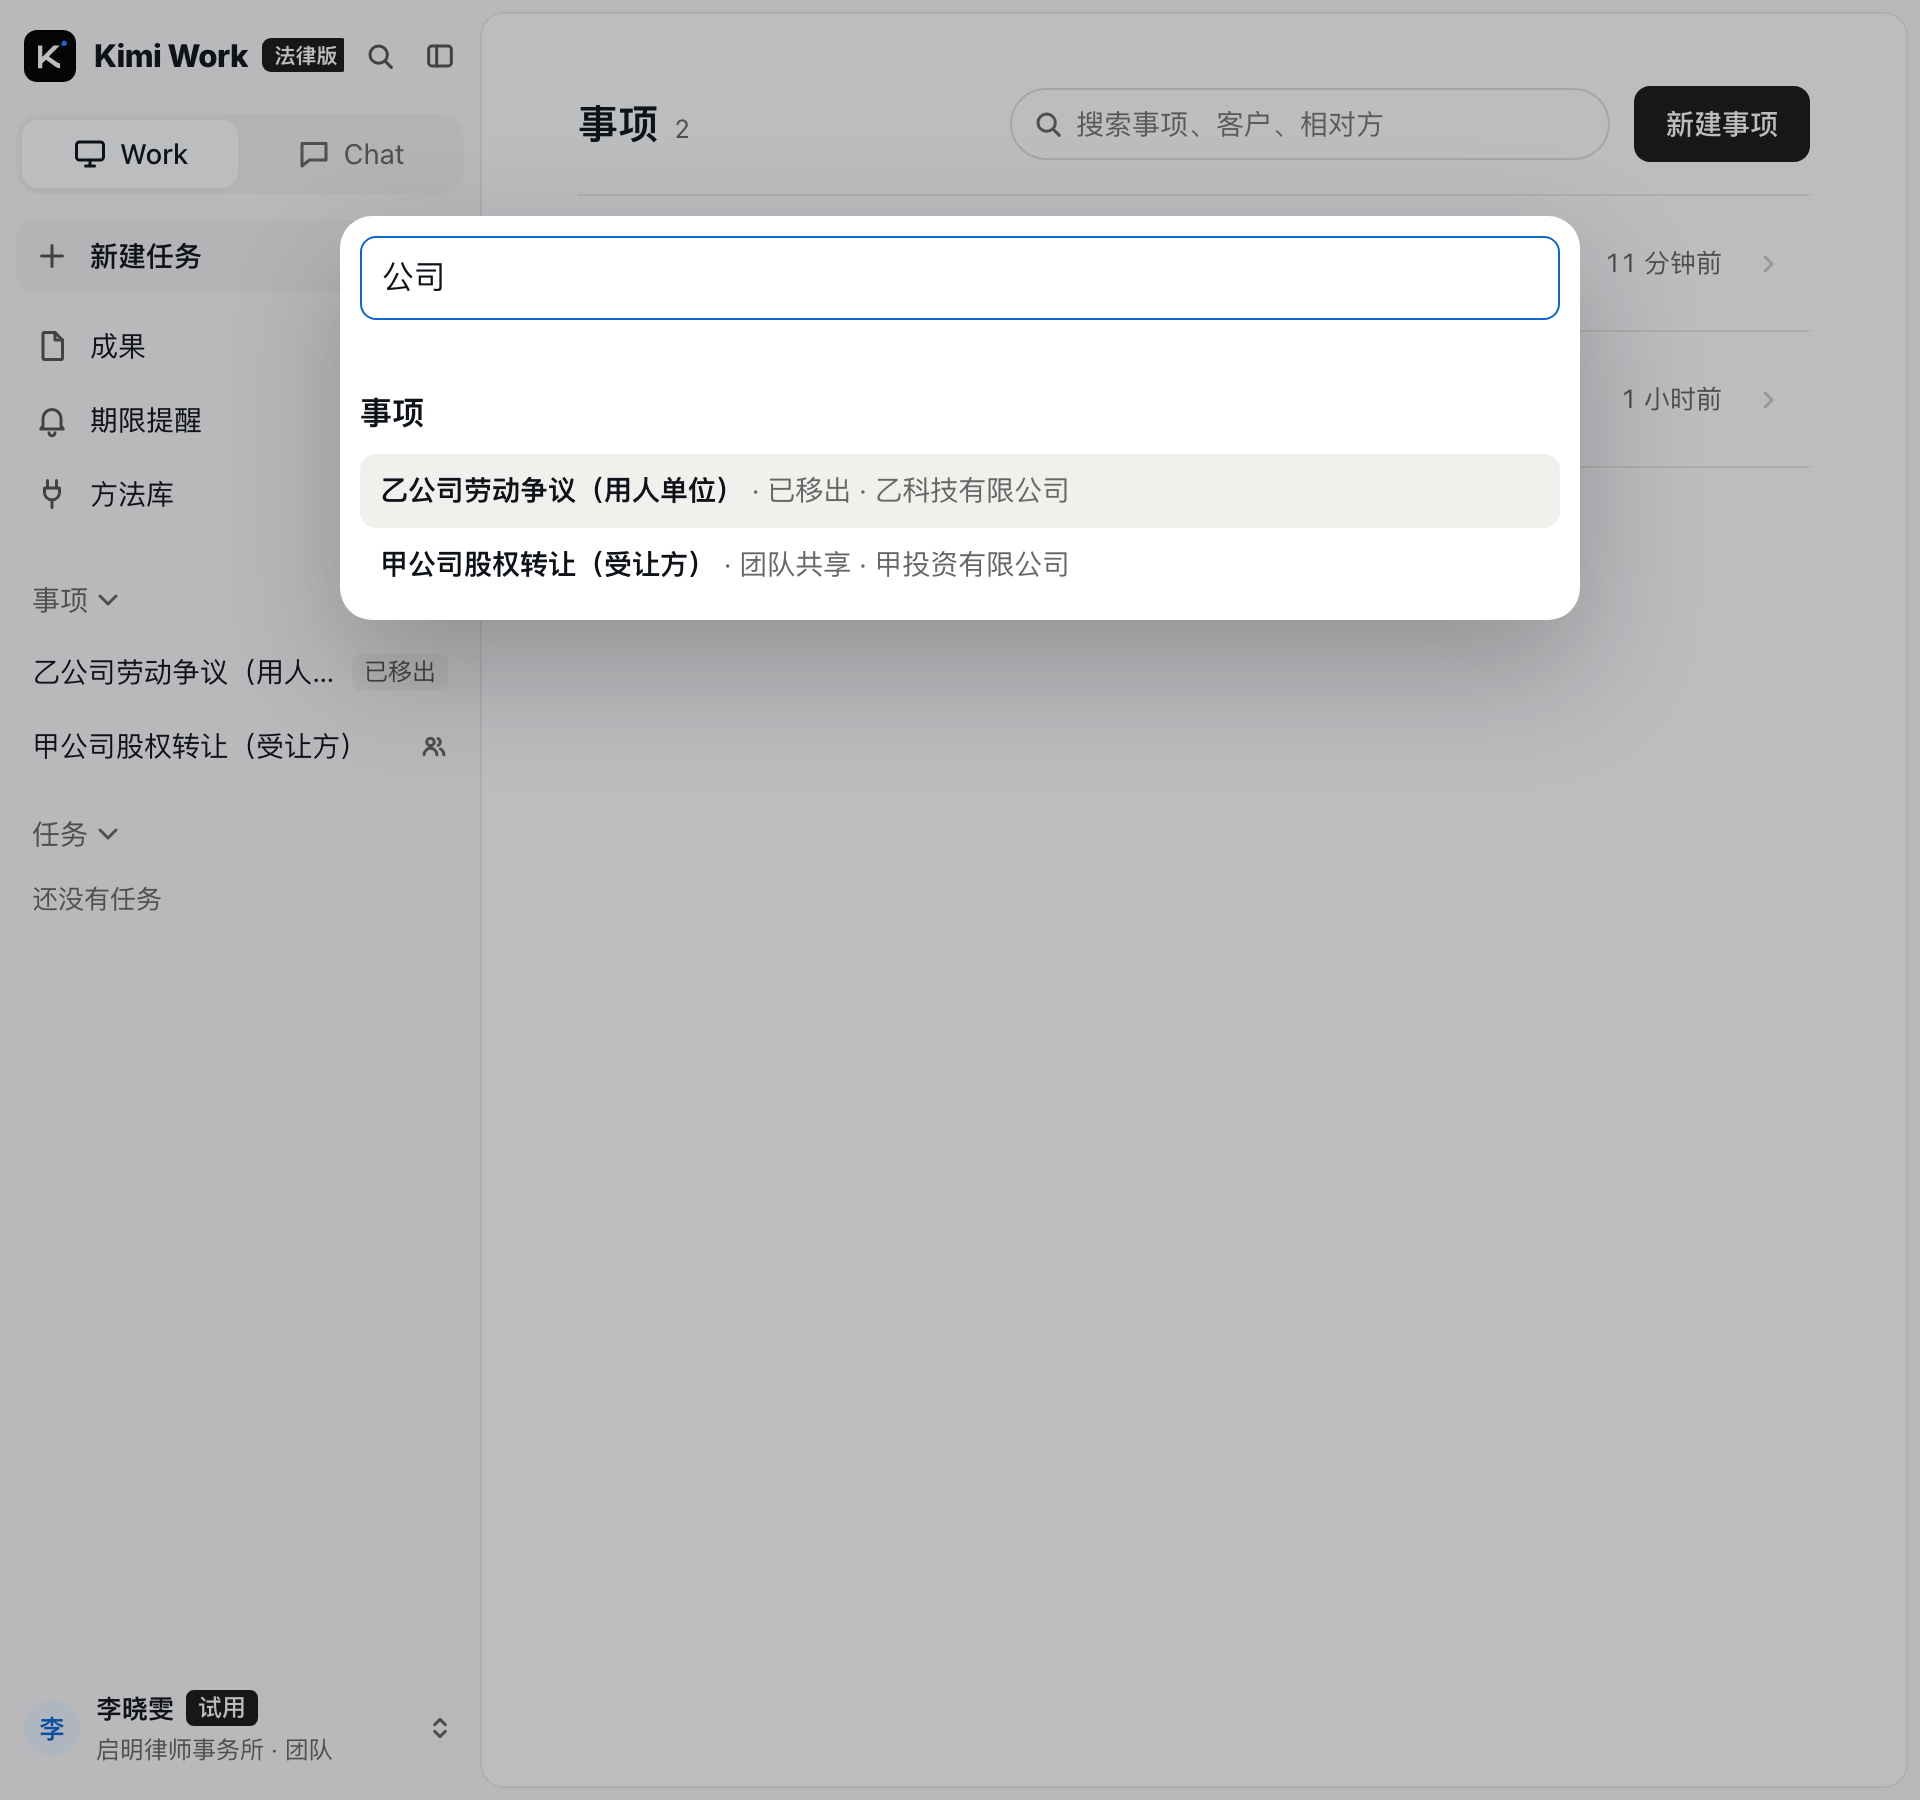 Kimi Work 法律版
Work
Chat
新建任务
成果
期限提醒
方法库
事项
乙公司劳动争议（用人... 已移出
甲公司股权转让（受让方）
任务
还没有任务
李 李晓雯 试用
启明律师事务所 · 团队
事项 2
搜索事项、客户、相对方
新建事项
11 分钟前
1 小时前
公司
事项
乙公司劳动争议（用人单位） · 已移出 · 乙科技有限公司
甲公司股权转让（受让方） · 团队共享 · 甲投资有限公司